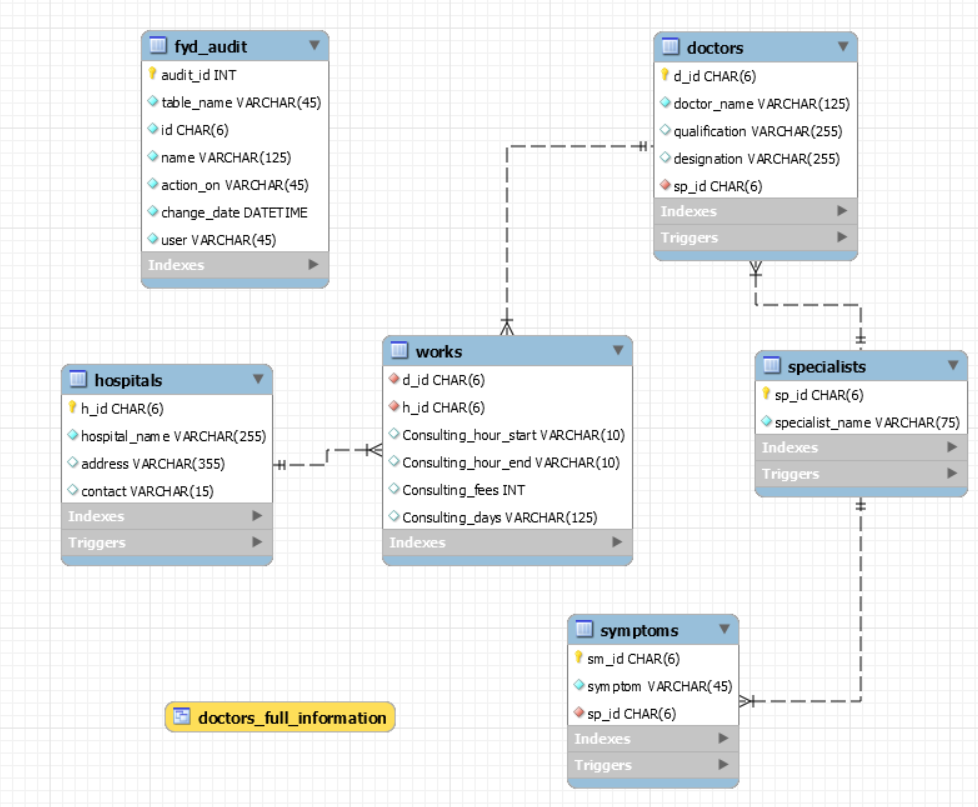 fyd_audit
audit_id INT
table_name VARCHAR(45)
id CHAR(6)
name VARCHAR(125)
action_on VARCHAR(45)
change_date DATETIME
user VARCHAR(45)
Indexes
doctors
d_id CHAR(6)
doctor_name VARCHAR(125)
qualification VARCHAR(255)
designation VARCHAR(255)
sp_id CHAR(6)
Indexes
Triggers
hospitals
h_id CHAR(6)
hospital_name VARCHAR(255)
address VARCHAR(355)
contact VARCHAR(15)
Indexes
Triggers
works
d_id CHAR(6)
h_id CHAR(6)
Consulting_hour_start VARCHAR(10)
Consulting_hour_end VARCHAR(10)
Consulting_fees INT
Consulting_days VARCHAR(125)
Indexes
specialists
sp_id CHAR(6)
specialist_name VARCHAR(75)
Indexes
Triggers
symptoms
sm_id CHAR(6)
symptom VARCHAR(45)
sp_id CHAR(6)
Indexes
Triggers
doctors_full_information